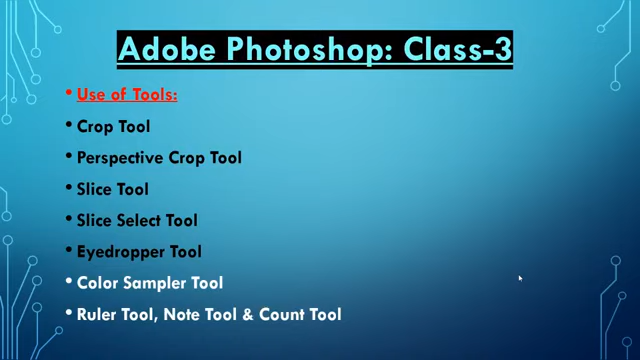 Adobe Photoshop: Class-3
• Use of Tools:
• Crop Tool
• Perspective Crop Tool
• Slice Tool
• Slice Select Tool
• Eyedropper Tool
• Color Sampler Tool
• Ruler Tool, Note Tool & Count Tool